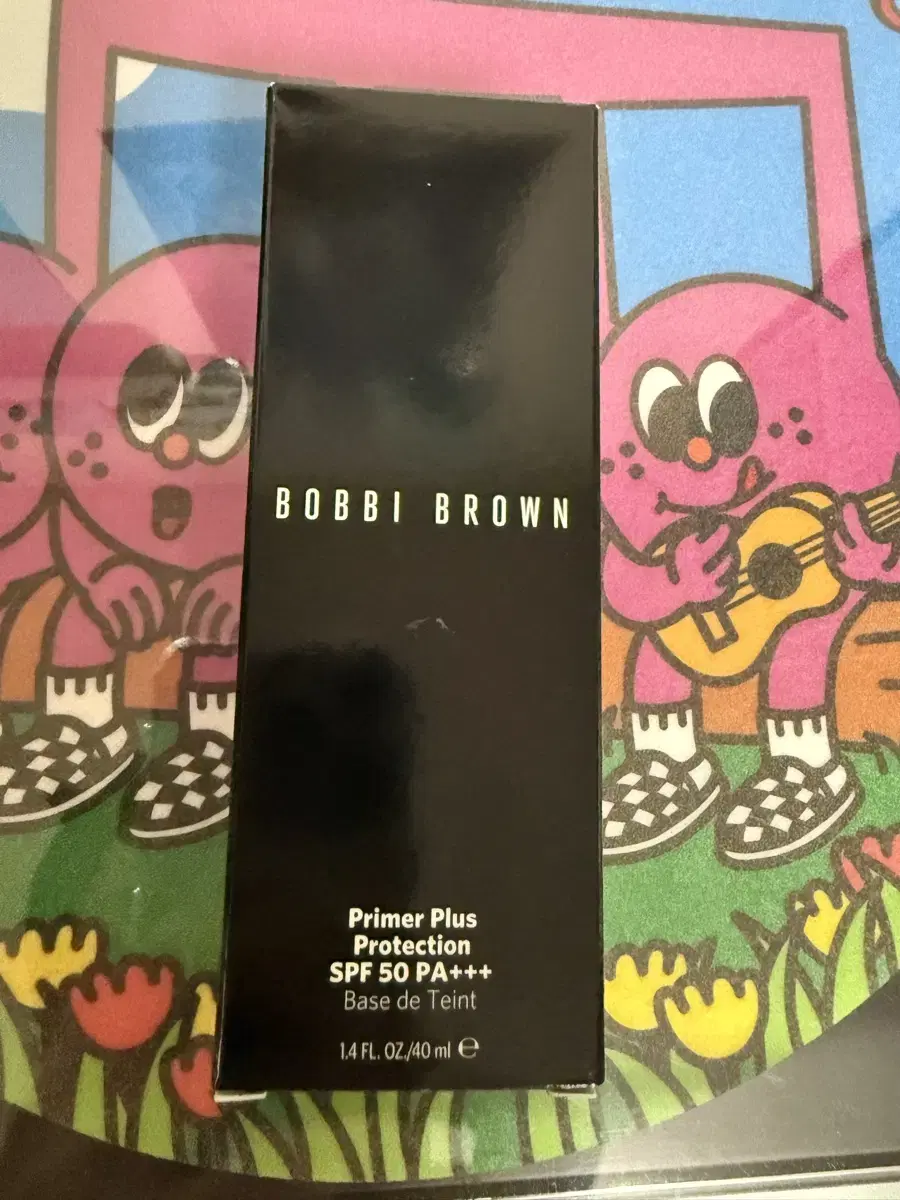 BOBBI BROWN
Primer Plus
Protection
SPF 50 PA+++
Base de Teint
1.4 FL. OZ./40 ml ℮